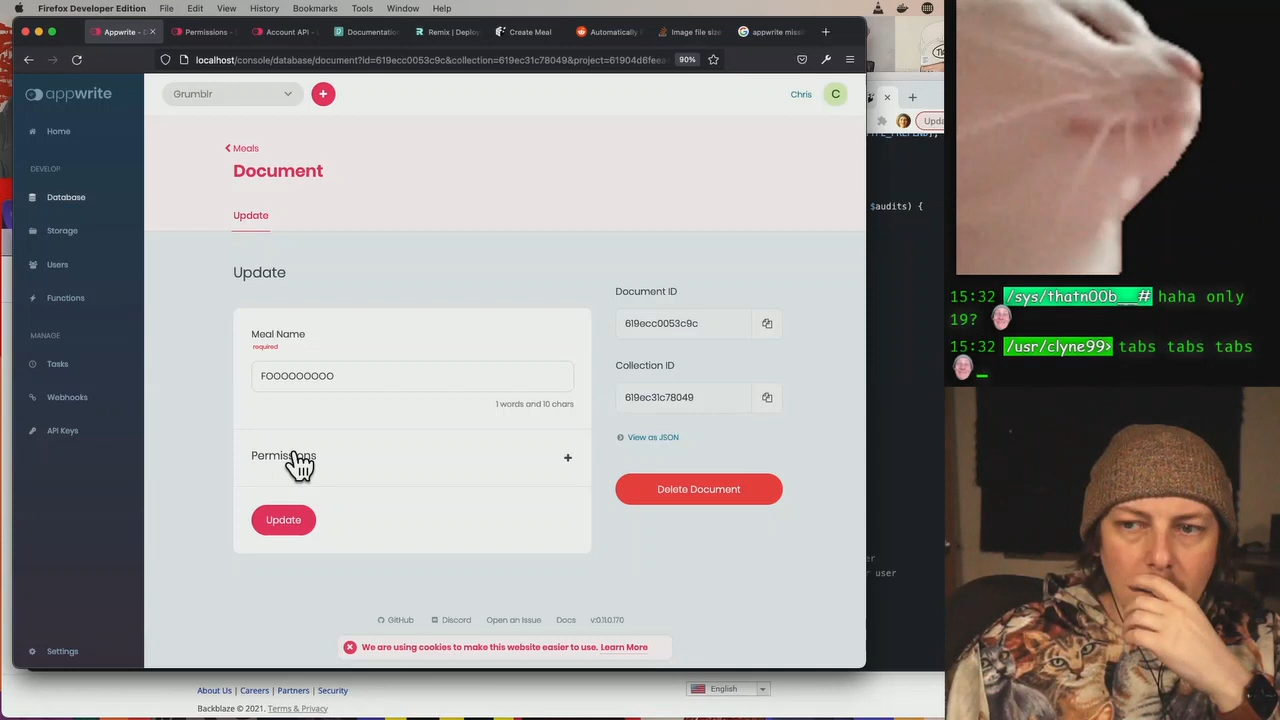 Firefox Developer Edition File Edit View History Bookmarks Tools Window Help
Appwrite - D Permissions - Account API - Documentation Remix | Deploy Create Meal Automatically Image file size appwrite missi
localhost/console/database/document?id=619ecc0053c9c&collection=619ec31c78049&project=61904d6feea 90%
appwrite
Grumblr
Chris C
Home
DEVELOP
Database
Storage
Users
Functions
MANAGE
Tasks
Webhooks
API Keys
Settings
Meals
Document
Update
Update
Meal Name
required
FOOOOOOOOO
1 words and 10 chars
Permissions
Update
Document ID
619ecc0053c9c
Collection ID
619ec31c78049
View as JSON
Delete Document
GitHub Discord Open an Issue Docs v:0.11.0.170
We are using cookies to make this website easier to use. Learn More
Upda
$audits) {
er
user
15:32 /sys/thatn00b__# haha only
19?
15:32 /usr/clyne99> tabs tabs tabs
About Us | Careers | Partners | Security
English
Backblaze © 2021. Terms & Privacy